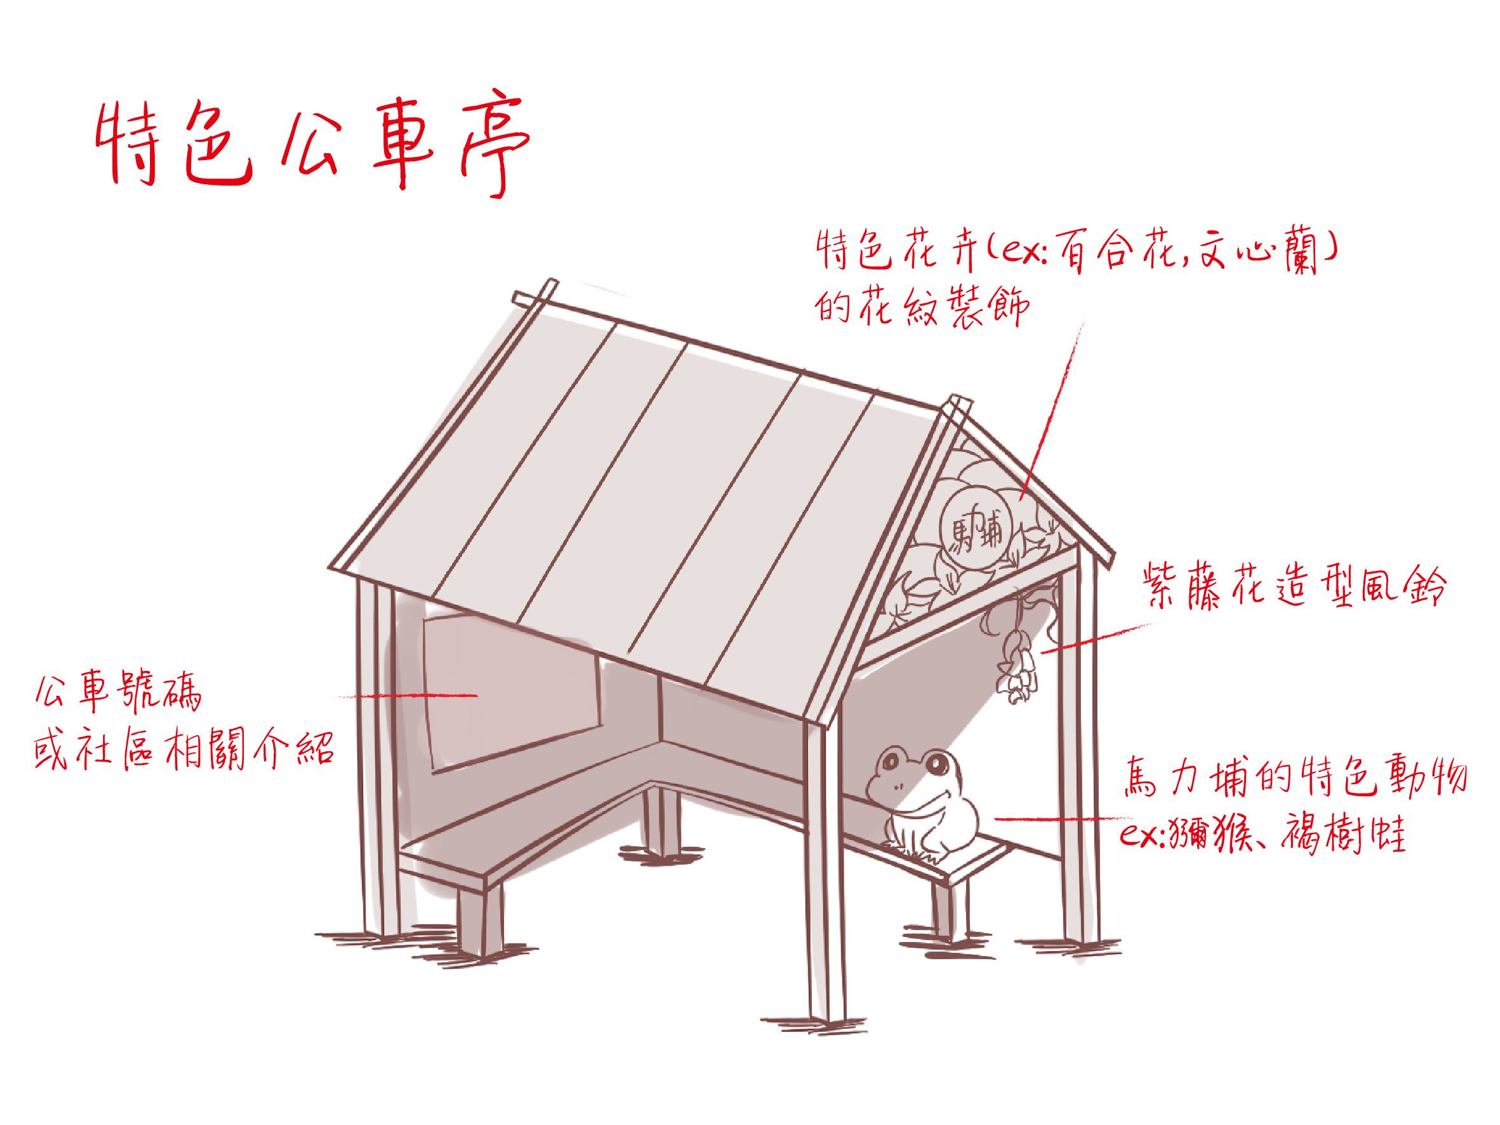 特色公車亭
特色花卉(ex:百合花,文心蘭)
的花紋裝飾
馬力埔
紫藤花造型風鈴
公車號碼
或社區相關介紹
馬力埔的特色動物
ex:獼猴、褐樹蛙